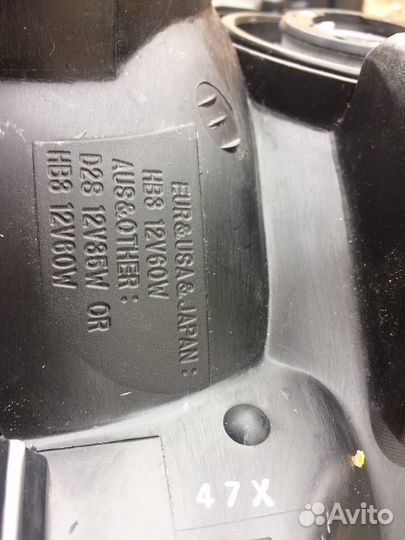 EUR&USA&JAPAN :
HB3 12V60W
AUS&OTHER :
D2S 12V35W OR
HB3 12V60W
47X
Avito